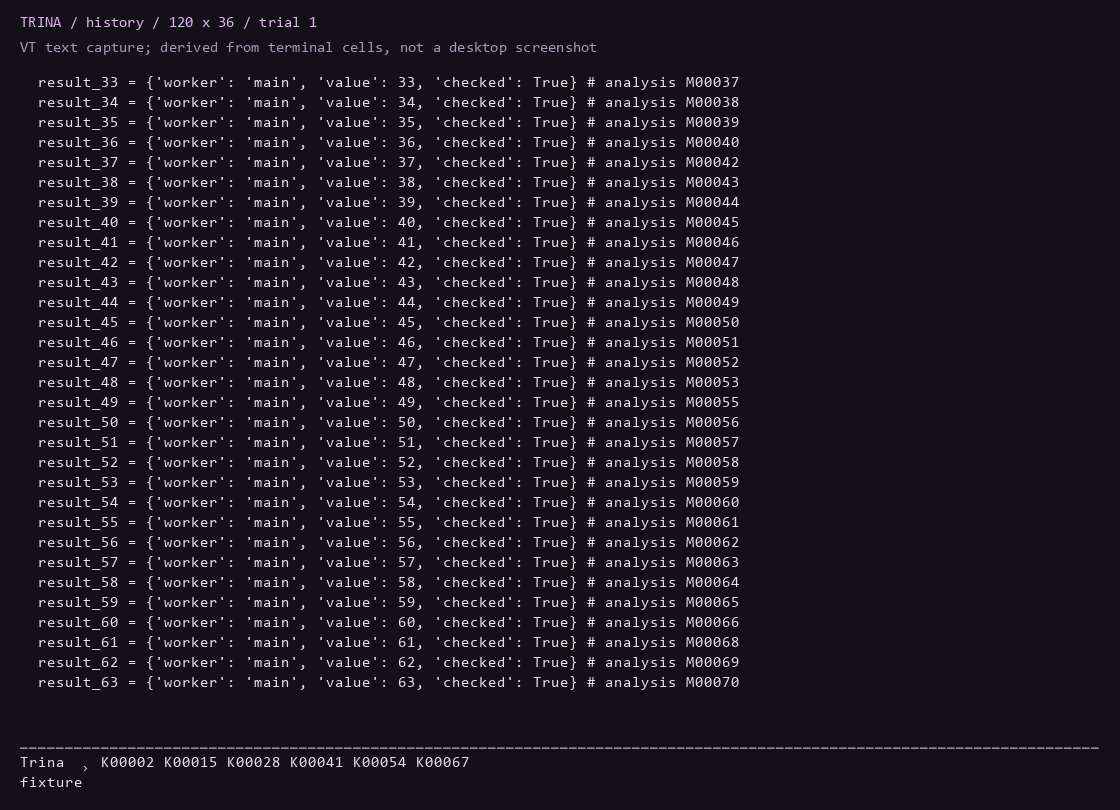 TRINA / history / 120 x 36 / trial 1
VT text capture; derived from terminal cells, not a desktop screenshot
result_33 = {'worker': 'main', 'value': 33, 'checked': True} # analysis M00037
result_34 = {'worker': 'main', 'value': 34, 'checked': True} # analysis M00038
result_35 = {'worker': 'main', 'value': 35, 'checked': True} # analysis M00039
result_36 = {'worker': 'main', 'value': 36, 'checked': True} # analysis M00040
result_37 = {'worker': 'main', 'value': 37, 'checked': True} # analysis M00042
result_38 = {'worker': 'main', 'value': 38, 'checked': True} # analysis M00043
result_39 = {'worker': 'main', 'value': 39, 'checked': True} # analysis M00044
result_40 = {'worker': 'main', 'value': 40, 'checked': True} # analysis M00045
result_41 = {'worker': 'main', 'value': 41, 'checked': True} # analysis M00046
result_42 = {'worker': 'main', 'value': 42, 'checked': True} # analysis M00047
result_43 = {'worker': 'main', 'value': 43, 'checked': True} # analysis M00048
result_44 = {'worker': 'main', 'value': 44, 'checked': True} # analysis M00049
result_45 = {'worker': 'main', 'value': 45, 'checked': True} # analysis M00050
result_46 = {'worker': 'main', 'value': 46, 'checked': True} # analysis M00051
result_47 = {'worker': 'main', 'value': 47, 'checked': True} # analysis M00052
result_48 = {'worker': 'main', 'value': 48, 'checked': True} # analysis M00053
result_49 = {'worker': 'main', 'value': 49, 'checked': True} # analysis M00055
result_50 = {'worker': 'main', 'value': 50, 'checked': True} # analysis M00056
result_51 = {'worker': 'main', 'value': 51, 'checked': True} # analysis M00057
result_52 = {'worker': 'main', 'value': 52, 'checked': True} # analysis M00058
result_53 = {'worker': 'main', 'value': 53, 'checked': True} # analysis M00059
result_54 = {'worker': 'main', 'value': 54, 'checked': True} # analysis M00060
result_55 = {'worker': 'main', 'value': 55, 'checked': True} # analysis M00061
result_56 = {'worker': 'main', 'value': 56, 'checked': True} # analysis M00062
result_57 = {'worker': 'main', 'value': 57, 'checked': True} # analysis M00063
result_58 = {'worker': 'main', 'value': 58, 'checked': True} # analysis M00064
result_59 = {'worker': 'main', 'value': 59, 'checked': True} # analysis M00065
result_60 = {'worker': 'main', 'value': 60, 'checked': True} # analysis M00066
result_61 = {'worker': 'main', 'value': 61, 'checked': True} # analysis M00068
result_62 = {'worker': 'main', 'value': 62, 'checked': True} # analysis M00069
result_63 = {'worker': 'main', 'value': 63, 'checked': True} # analysis M00070
Trina › K00002 K00015 K00028 K00041 K00054 K00067
fixture